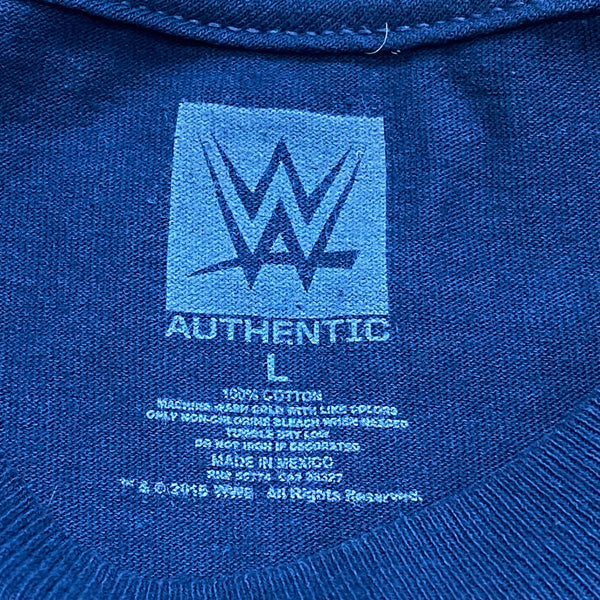 AUTHENTIC
L
100% COTTON
MACHINE WASH COLD WITH LIKE COLORS
ONLY NON-CHLORINE BLEACH WHEN NEEDED
TUMBLE DRY LOW
DO NOT IRON IF DECORATED
MADE IN MEXICO
™ & © 2015 WWE All Rights Reserved.